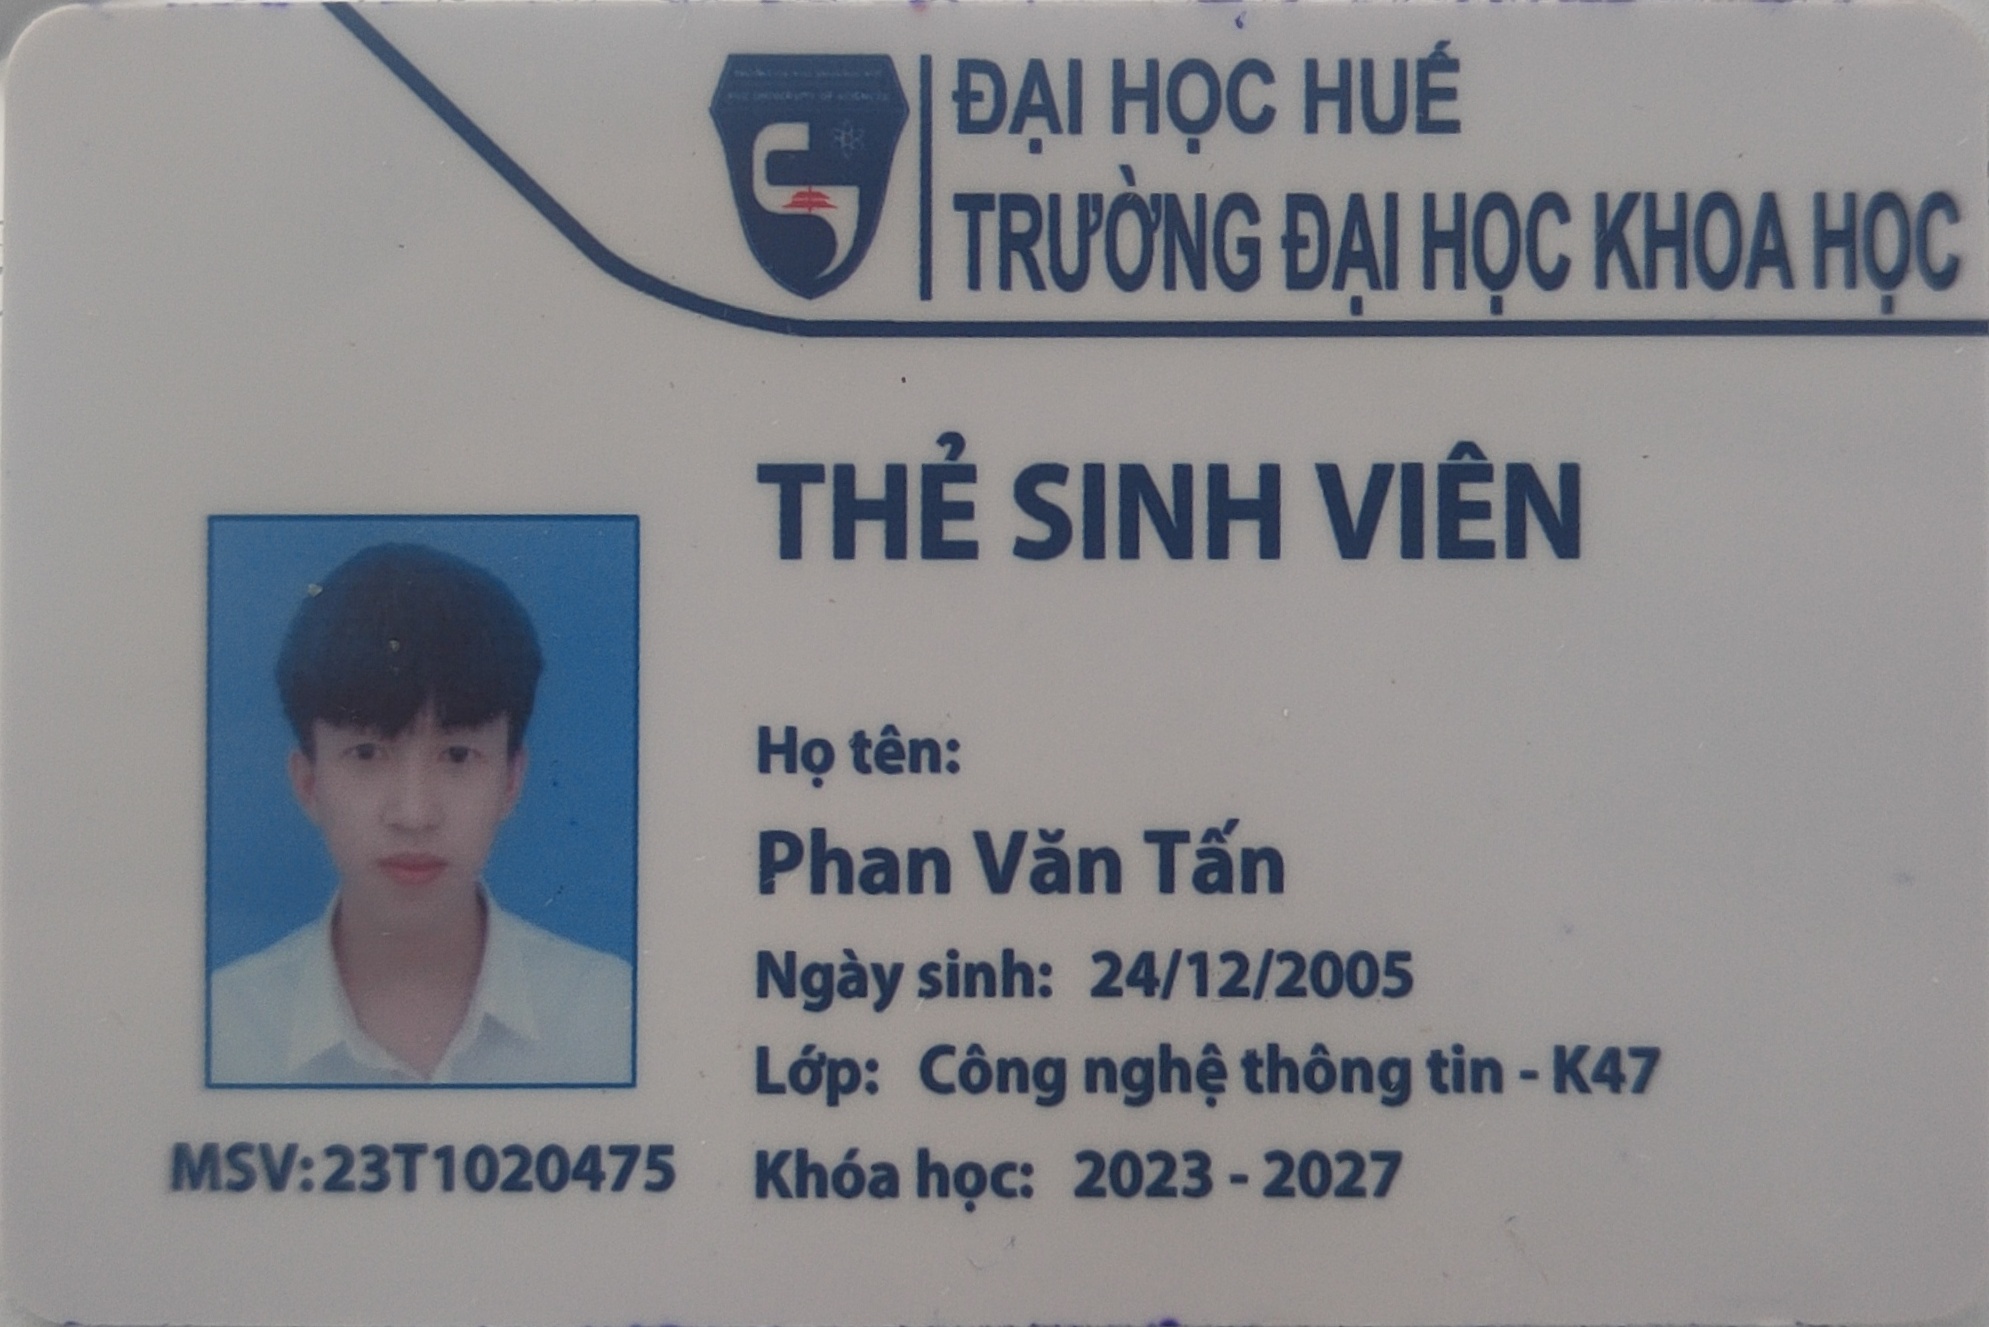 ĐẠI HỌC HUẾ
TRƯỜNG ĐẠI HỌC KHOA HỌC
THẺ SINH VIÊN
Họ tên:
Phan Văn Tấn
Ngày sinh: 24/12/2005
Lớp: Công nghệ thông tin - K47
Khóa học: 2023 - 2027
MSV:23T1020475